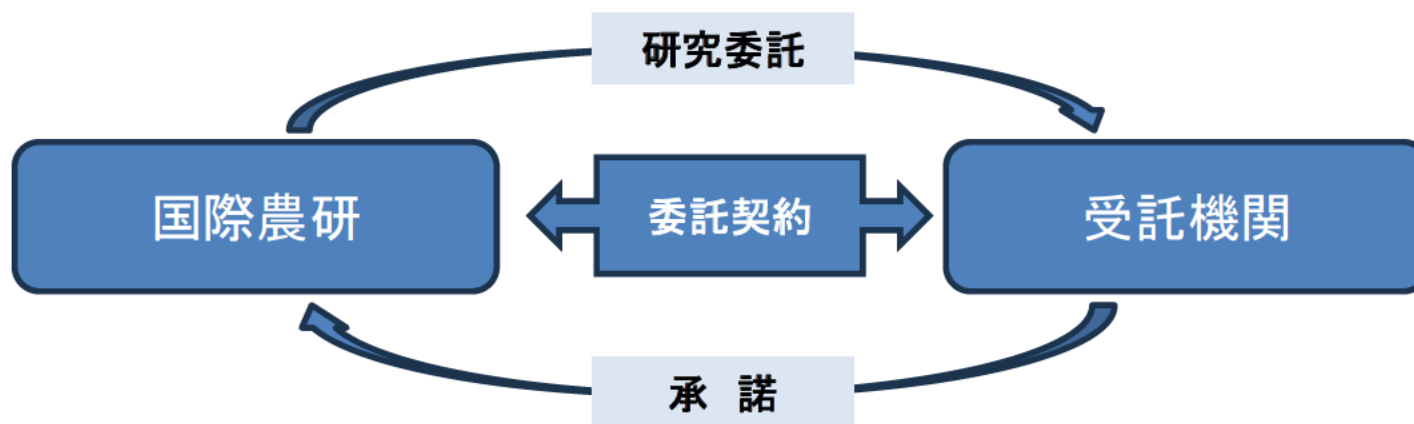 研究委託
国際農研
委託契約
受託機関
承　諾